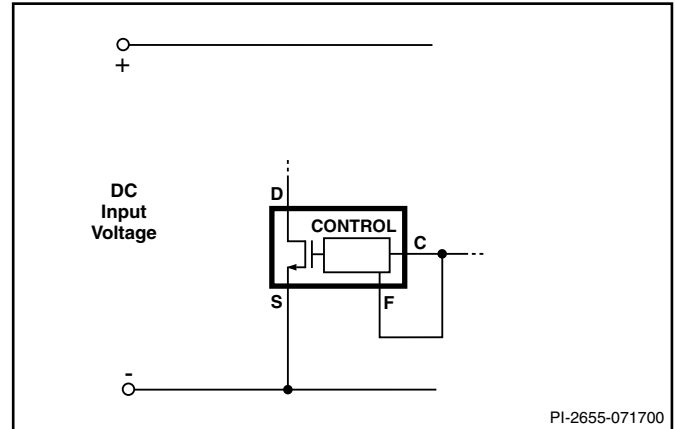 +
DC
Input
Voltage
D
CONTROL
C
S
F
-
PI-2655-071700